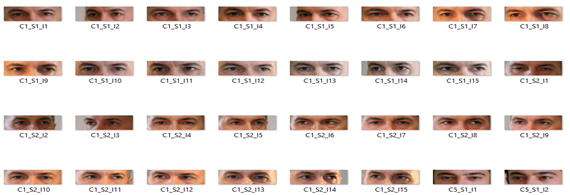 C1_S1_I1 C1_S1_I2 C1_S1_I3 C1_S1_I4 C1_S1_I5 C1_S1_I6 C1_S1_I7 C1_S1_I8
C1_S1_I9 C1_S1_I10 C1_S1_I11 C1_S1_I12 C1_S1_I13 C1_S1_I14 C1_S1_I15 C1_S2_I1
C1_S2_I2 C1_S2_I3 C1_S2_I4 C1_S2_I5 C1_S2_I6 C1_S2_I7 C1_S2_I8 C1_S2_I9
C1_S2_I10 C1_S2_I11 C1_S2_I12 C1_S2_I13 C1_S2_I14 C1_S2_I15 C5_S1_I1 C5_S1_I2